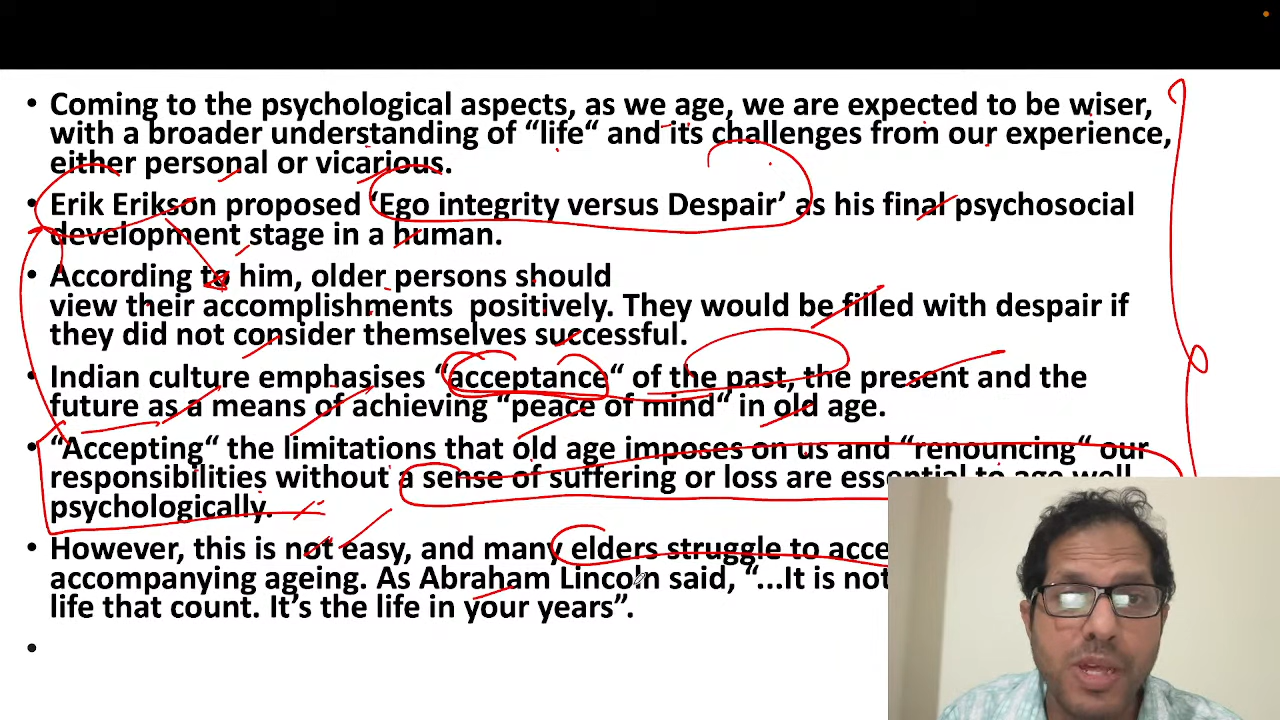 • Coming to the psychological aspects, as we age, we are expected to be wiser,
with a broader understanding of “life“ and its challenges from our experience,
either personal or vicarious.
• Erik Erikson proposed ‘Ego integrity versus Despair’ as his final psychosocial
development stage in a human.
• According to him, older persons should
view their accomplishments positively. They would be filled with despair if
they did not consider themselves successful.
• Indian culture emphasises “acceptance“ of the past, the present and the
future as a means of achieving “peace of mind“ in old age.
• “Accepting“ the limitations that old age imposes on us and “renouncing“ our
responsibilities without a sense of suffering or loss are essential to age well
psychologically.
• However, this is not easy, and many elders struggle to
accompanying ageing. As Abraham Lincoln said, “...It is not
life that count. It’s the life in your years”.
•